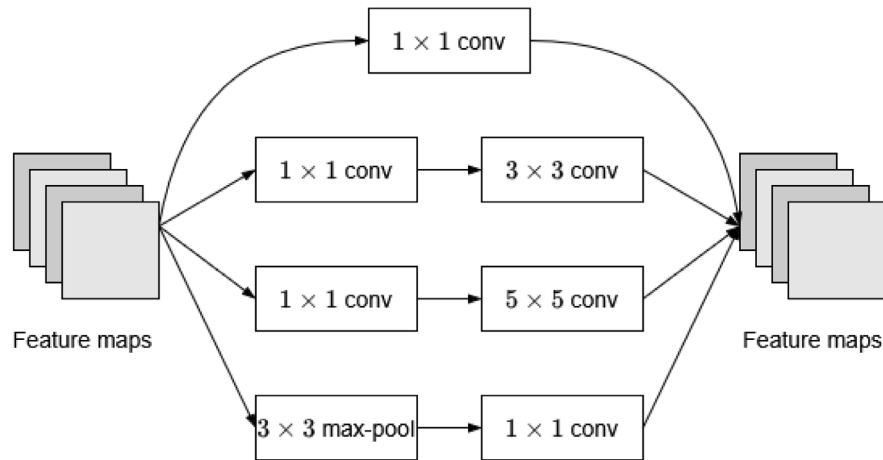 1 × 1 conv
1 × 1 conv
3 × 3 conv
1 × 1 conv
5 × 5 conv
Feature maps
Feature maps
3 × 3 max-pool
1 × 1 conv